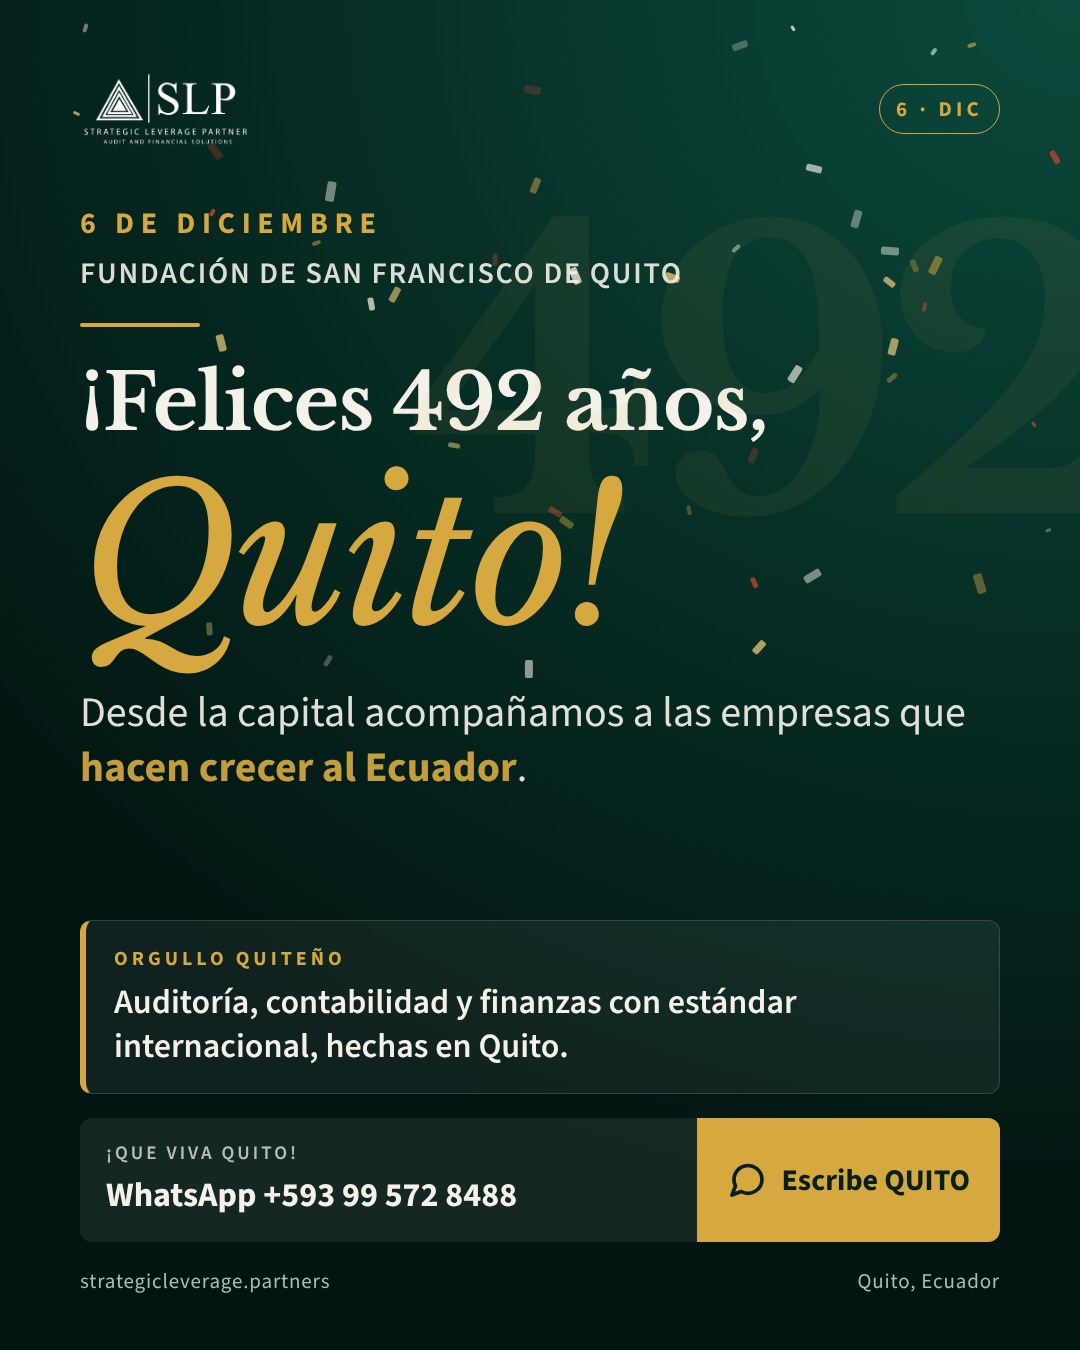 SLP
STRATEGIC LEVERAGE PARTNER
AUDIT AND FINANCIAL SOLUTIONS
6 · DIC
6 DE DICIEMBRE
FUNDACIÓN DE SAN FRANCISCO DE QUITO
492
¡Felices 492 años,
Quito!
Desde la capital acompañamos a las empresas que
hacen crecer al Ecuador.
ORGULLO QUITEÑO
Auditoría, contabilidad y finanzas con estándar
internacional, hechas en Quito.
¡QUE VIVA QUITO!
WhatsApp +593 99 572 8488
Escribe QUITO
strategicleverage.partners
Quito, Ecuador